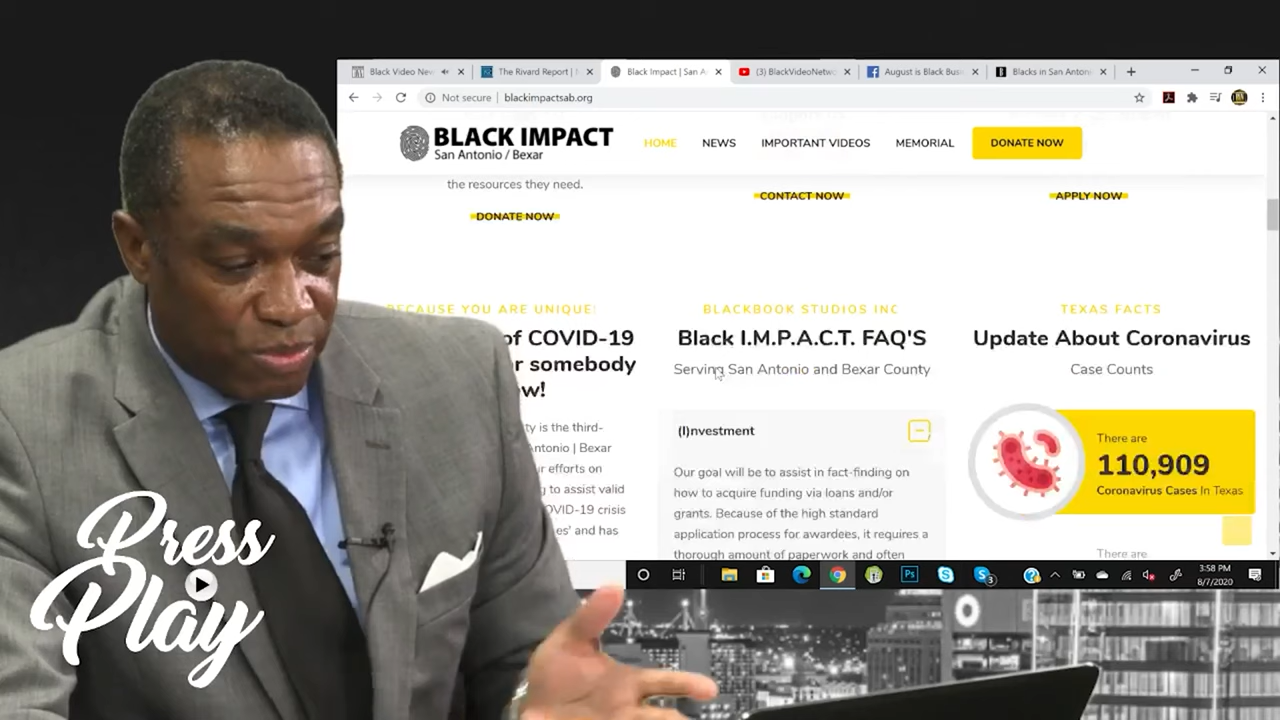 Black Video Nev
The Rivard Report |
Black Impact | San A
(3) BlackVideoNetwo
August is Black Busi
Blacks in San Anton
Not secure | blackimpactsab.org
BLACK IMPACT
San Antonio / Bexar
HOME
NEWS
IMPORTANT VIDEOS
MEMORIAL
DONATE NOW
the resources they need.
DONATE NOW
CONTACT NOW
APPLY NOW
BECAUSE YOU ARE UNIQUE!
of COVID-19
r somebody
w!
ty is the third-
ntonio | Bexar
r efforts on
g to assist valid
OVID-19 crisis
es' and has
BLACKBOOK STUDIOS INC
Black I.M.P.A.C.T. FAQ'S
Serving San Antonio and Bexar County
(I)nvestment
Our goal will be to assist in fact-finding on
how to acquire funding via loans and/or
grants. Because of the high standard
application process for awardees, it requires
a thorough amount of paperwork and often
TEXAS FACTS
Update About Coronavirus
Case Counts
There are
110,909
Coronavirus Cases In Texas
There are
Press
Play
3:58 PM
8/7/2020